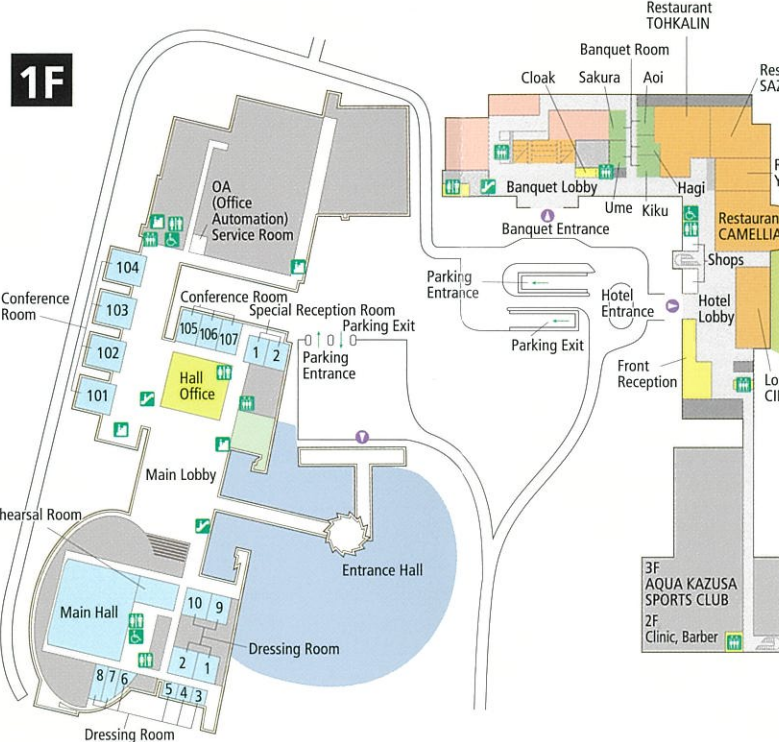 1F
Restaurant
TOHKALIN
Banquet Room
Cloak
Sakura
Aoi
Banquet Lobby
Hagi
Ume
Kiku
Banquet Entrance
Restaurant
CAMELLIA
Shops
OA
(Office
Automation)
Service Room
Parking
Entrance
Parking Exit
Hotel
Entrance
Hotel
Lobby
Front
Reception
Conference
Room
104
103
102
101
Conference Room
105
106
107
Special Reception Room
1
2
Parking Exit
Parking
Entrance
Hall
Office
Main Lobby
Entrance Hall
hearsal Room
Main Hall
10
9
Dressing Room
2
1
8
7
6
5
4
3
Dressing Room
3F
AQUA KAZUSA
SPORTS CLUB
2F
Clinic, Barber